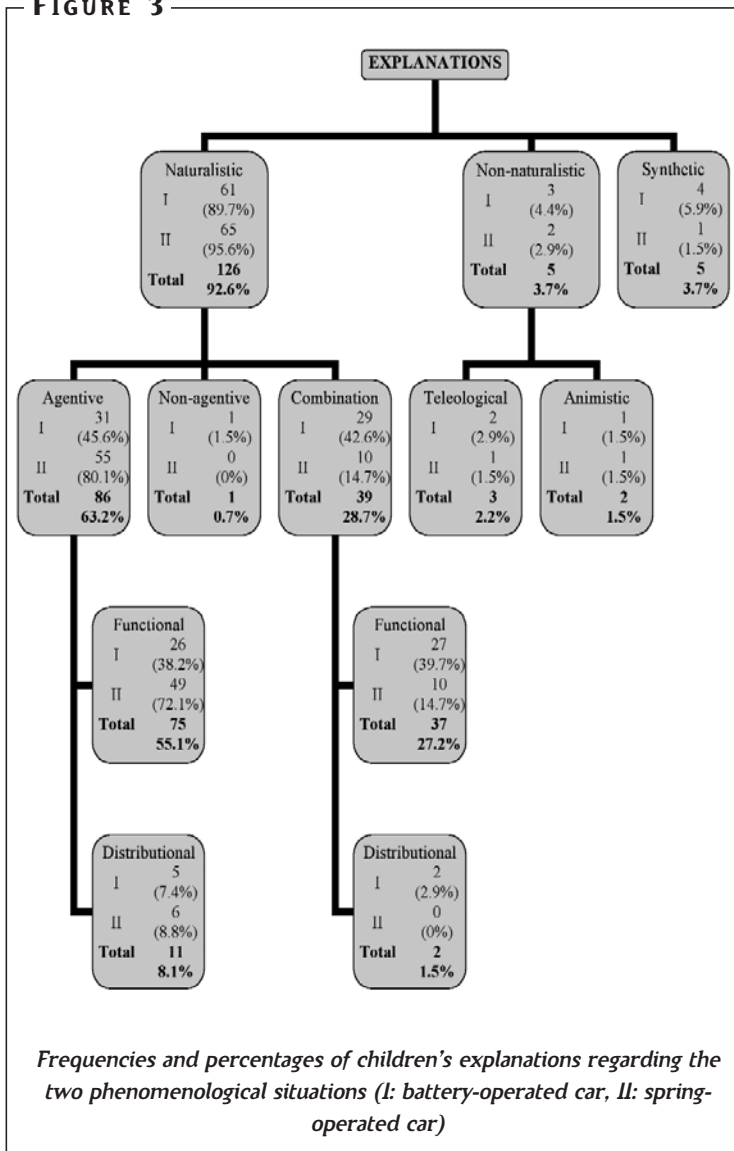 FIGURE 3
EXPLANATIONS
Naturalistic
I 61
(89.7%)
II 65
(95.6%)
Total 126
92.6%
Non-naturalistic
I 3
(4.4%)
II 2
(2.9%)
Total 5
3.7%
Synthetic
I 4
(5.9%)
II 1
(1.5%)
Total 5
3.7%
Agentive
I 31
(45.6%)
II 55
(80.1%)
Total 86
63.2%
Non-agentive
I 1
(1.5%)
II 0
(0%)
Total 1
0.7%
Combination
I 29
(42.6%)
II 10
(14.7%)
Total 39
28.7%
Teleological
I 2
(2.9%)
II 1
(1.5%)
Total 3
2.2%
Animistic
I 1
(1.5%)
II 1
(1.5%)
Total 2
1.5%
Functional
I 26
(38.2%)
II 49
(72.1%)
Total 75
55.1%
Functional
I 27
(39.7%)
II 10
(14.7%)
Total 37
27.2%
Distributional
I 5
(7.4%)
II 6
(8.8%)
Total 11
8.1%
Distributional
I 2
(2.9%)
II 0
(0%)
Total 2
1.5%
Frequencies and percentages of children's explanations regarding the
two phenomenological situations (I: battery-operated car, II: spring-
operated car)